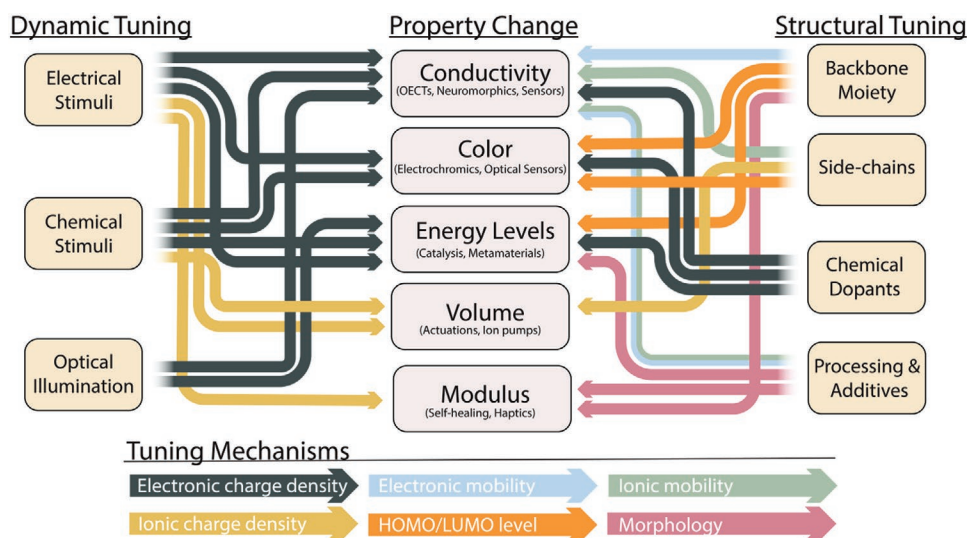 Dynamic Tuning
Property Change
Structural Tuning
Electrical
Stimuli
Chemical
Stimuli
Optical
Illumination
Conductivity
(OECTs, Neuromorphics, Sensors)
Color
(Electrochromics, Optical Sensors)
Energy Levels
(Catalysis, Metamaterials)
Volume
(Actuations, Ion pumps)
Modulus
(Self-healing, Haptics)
Backbone
Moiety
Side-chains
Chemical
Dopants
Processing &
Additives
Tuning Mechanisms
Electronic charge density
Electronic mobility
Ionic mobility
Ionic charge density
HOMO/LUMO level
Morphology